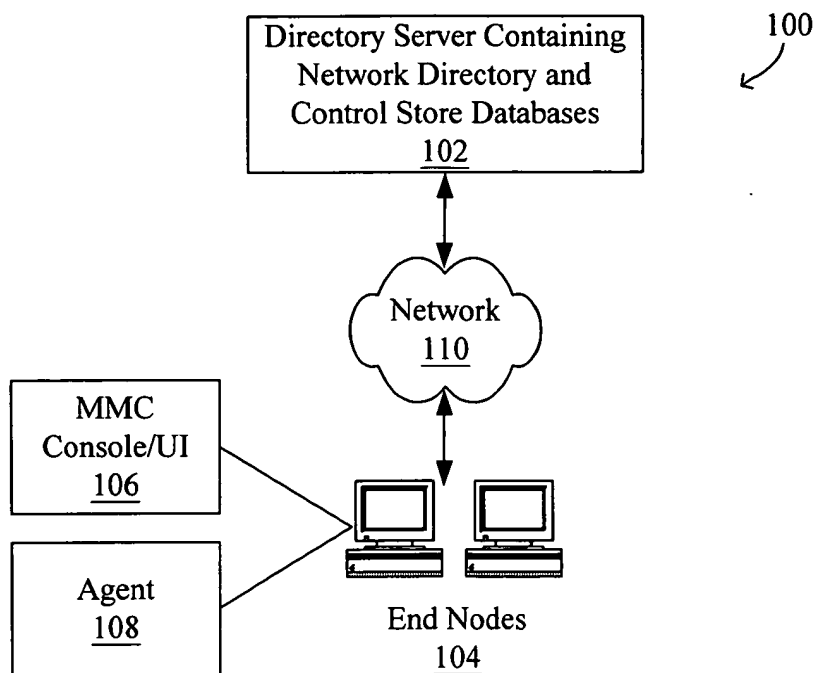 Directory Server Containing
Network Directory and
Control Store Databases
102
100
Network
110
MMC
Console/UI
106
Agent
108
End Nodes
104